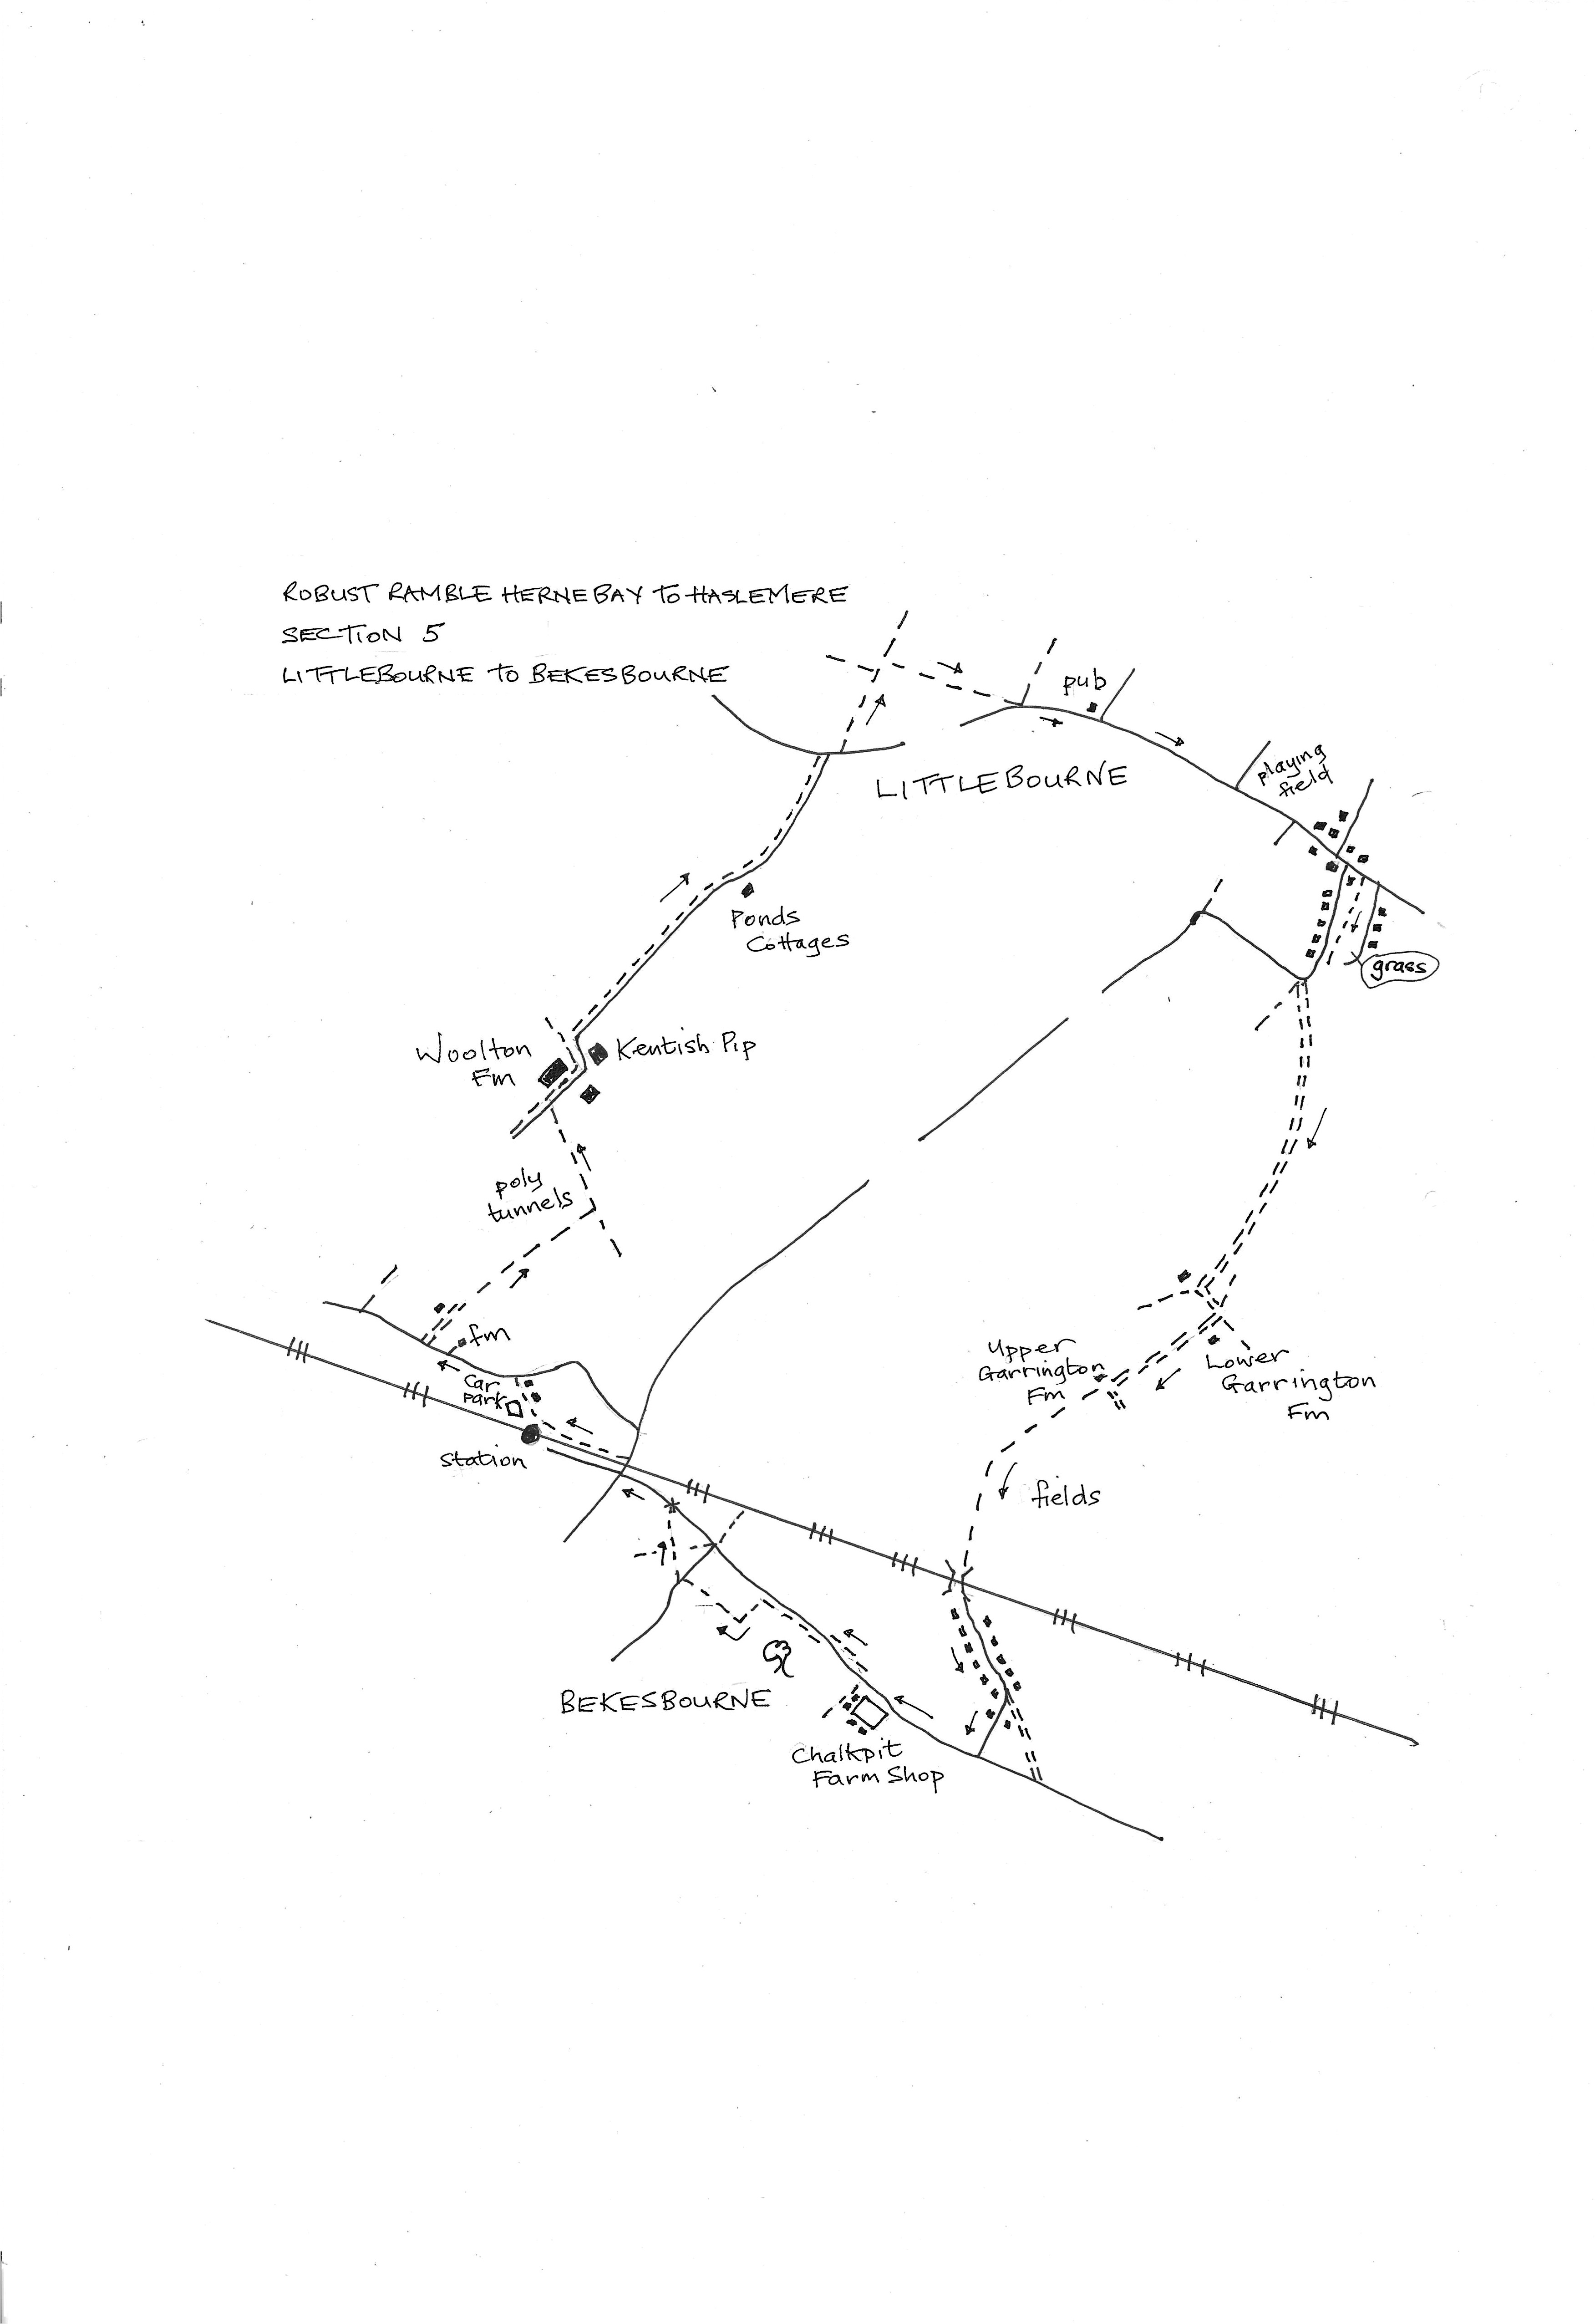 ROBUST RAMBLE HERNE BAY TO HASLEMERE
SECTION 5
LITTLEBOURNE TO BEKESBOURNE
pub
playing
field
LITTLEBOURNE
Ponds
Cottages
grass
Woolton
Fm
Kentish Pip
poly
tunnels
fm
Car
Park
Station
Upper
Garrington
Fm
Lower
Garrington
Fm
fields
BEKESBOURNE
Chalkpit
Farm Shop